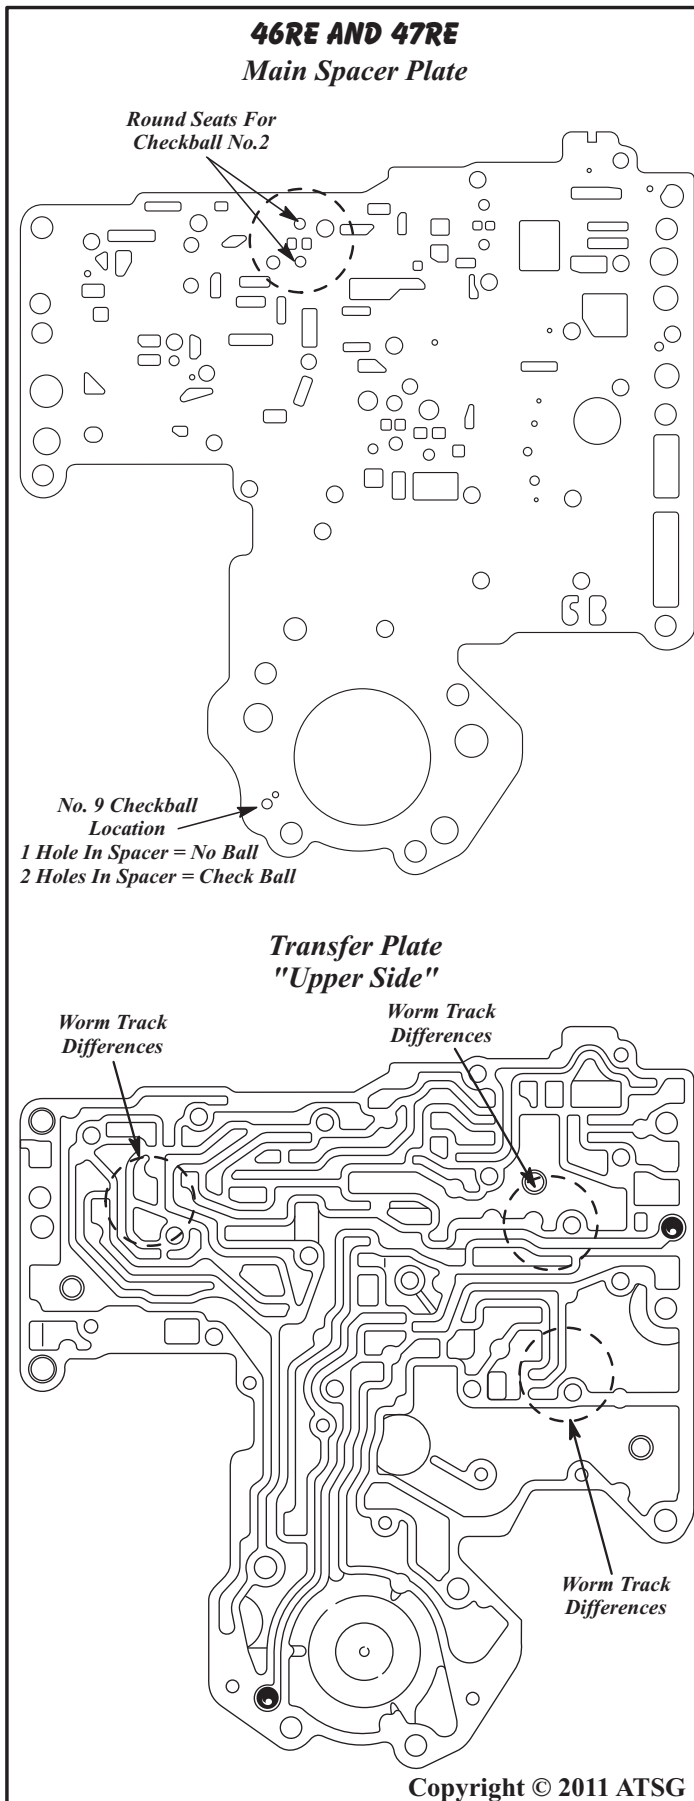 46RE AND 47RE
Main Spacer Plate
Round Seats For
Checkball No.2
6B
No. 9 Checkball
Location
1 Hole In Spacer = No Ball
2 Holes In Spacer = Check Ball
Transfer Plate
"Upper Side"
Worm Track
Differences
Worm Track
Differences
Worm Track
Differences
Copyright © 2011 ATSG